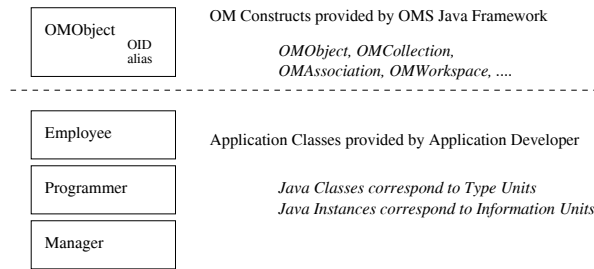 OMObject
OID
alias
OM Constructs provided by OMS Java Framework
OMObject, OMCollection,
OMAssociation, OMWorkspace, ....
Employee
Programmer
Manager
Application Classes provided by Application Developer
Java Classes correspond to Type Units
Java Instances correspond to Information Units